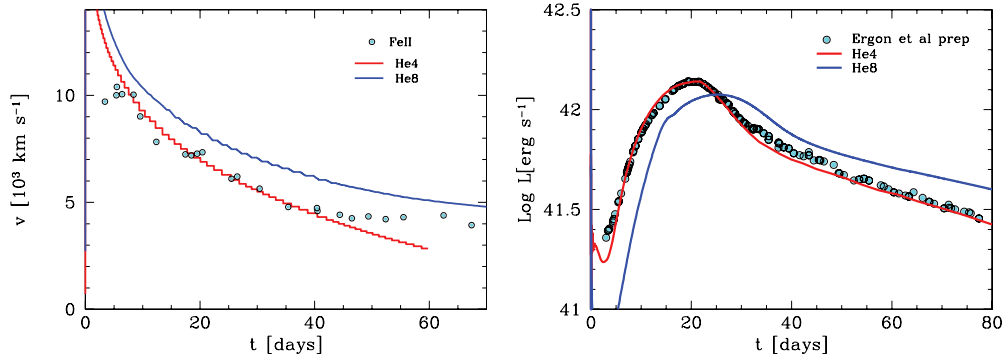 v [10³ km s⁻¹]
10
5
0
FeII
He4
He8
0
20
40
60
t [days]
Log L[erg s⁻¹]
42.5
42
41.5
41
Ergon et al prep
He4
He8
0
20
40
60
80
t [days]